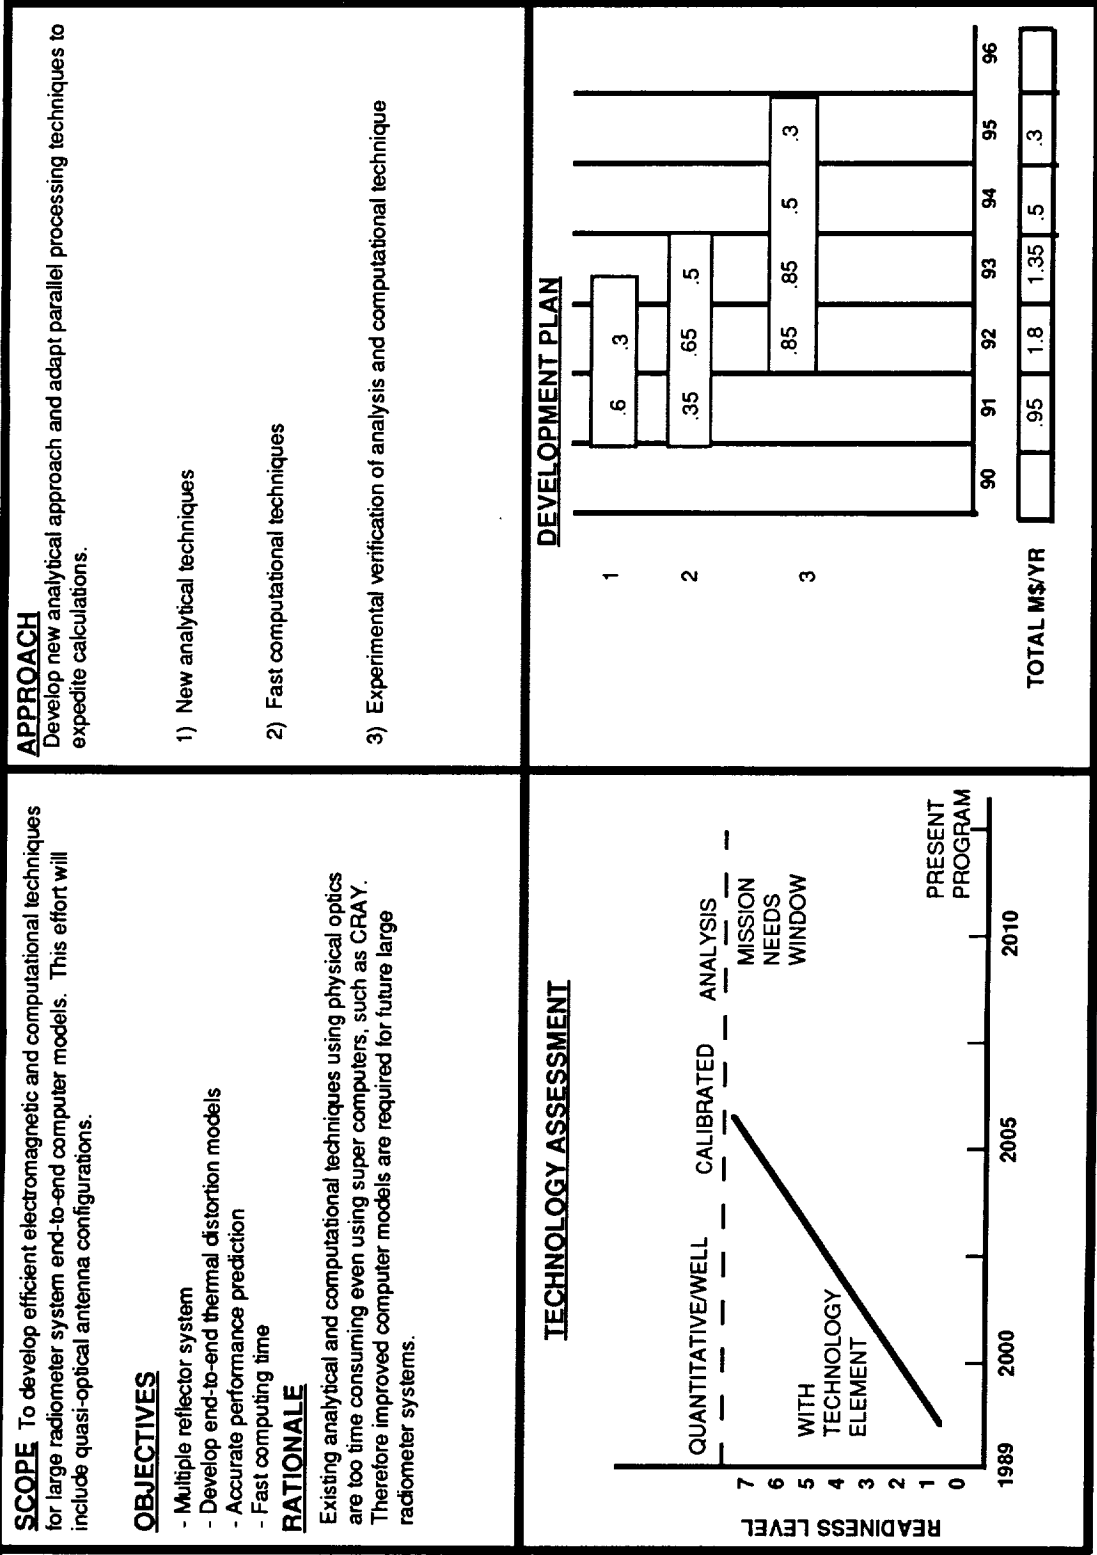 SCOPE To develop efficient electromagnetic and computational techniques
for large radiometer system end-to-end computer models. This effort will
include quasi-optical antenna configurations.
OBJECTIVES
- Multiple reflector system
- Develop end-to-end thermal distortion models
- Accurate performance prediction
- Fast computing time
RATIONALE
Existing analytical and computational techniques using physical optics
are too time consuming even using super computers, such as CRAY.
Therefore improved computer models are required for future large
radiometer systems.
APPROACH
Develop new analytical approach and adapt parallel processing techniques to
expedite calculations.
1) New analytical techniques
2) Fast computational techniques
3) Experimental verification of analysis and computational technique
TECHNOLOGY ASSESSMENT
QUANTITATIVE/WELL CALIBRATED ANALYSIS
MISSION
NEEDS
WINDOW
WITH
TECHNOLOGY
ELEMENT
PRESENT
PROGRAM
READINESS LEVEL
7
6
5
4
3
2
1
0
1989 2000 2005 2010
DEVELOPMENT PLAN
1 .6 .3
2 .35 .65 .5
3 .85 .85 .5 .3
90 91 92 93 94 95 96
TOTAL M$/YR .95 1.8 1.35 .5 .3